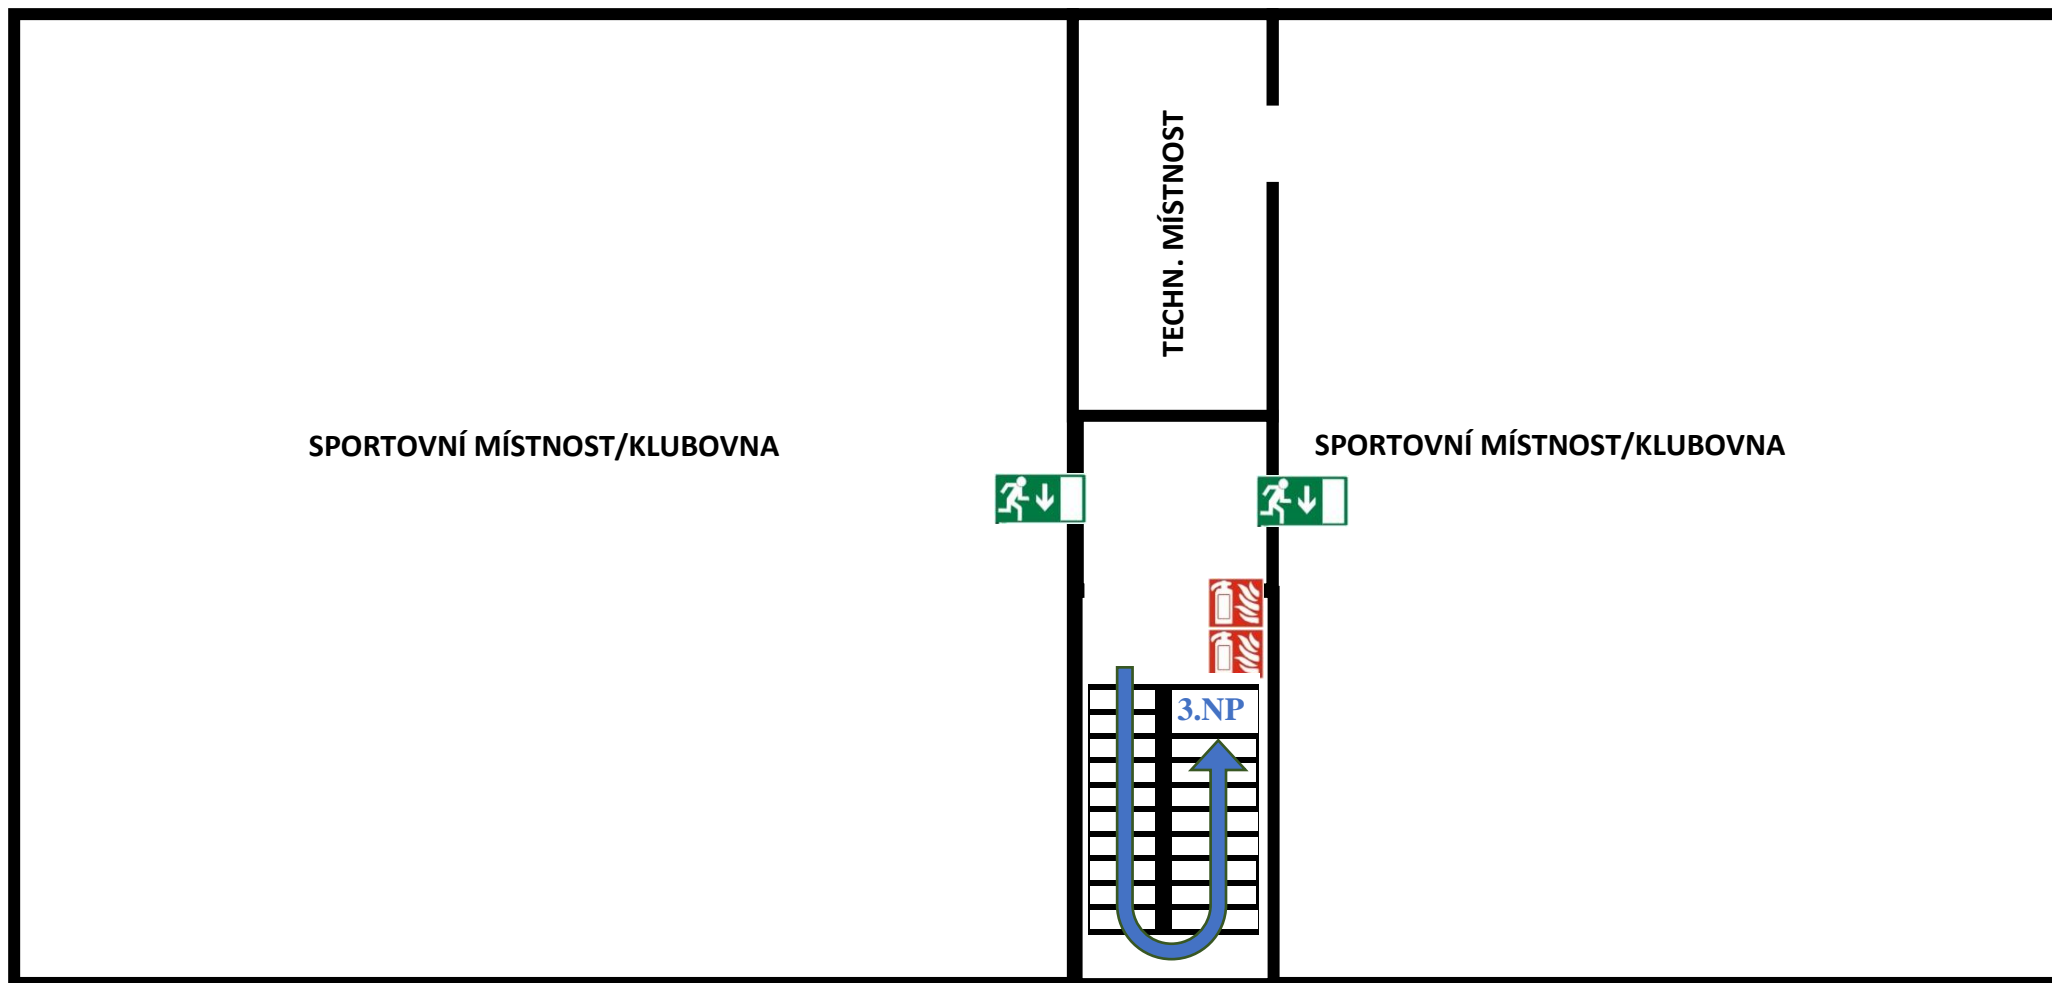 TECHN. MÍSTNOST
SPORTOVNÍ MÍSTNOST/KLUBOVNA
SPORTOVNÍ MÍSTNOST/KLUBOVNA
3.NP